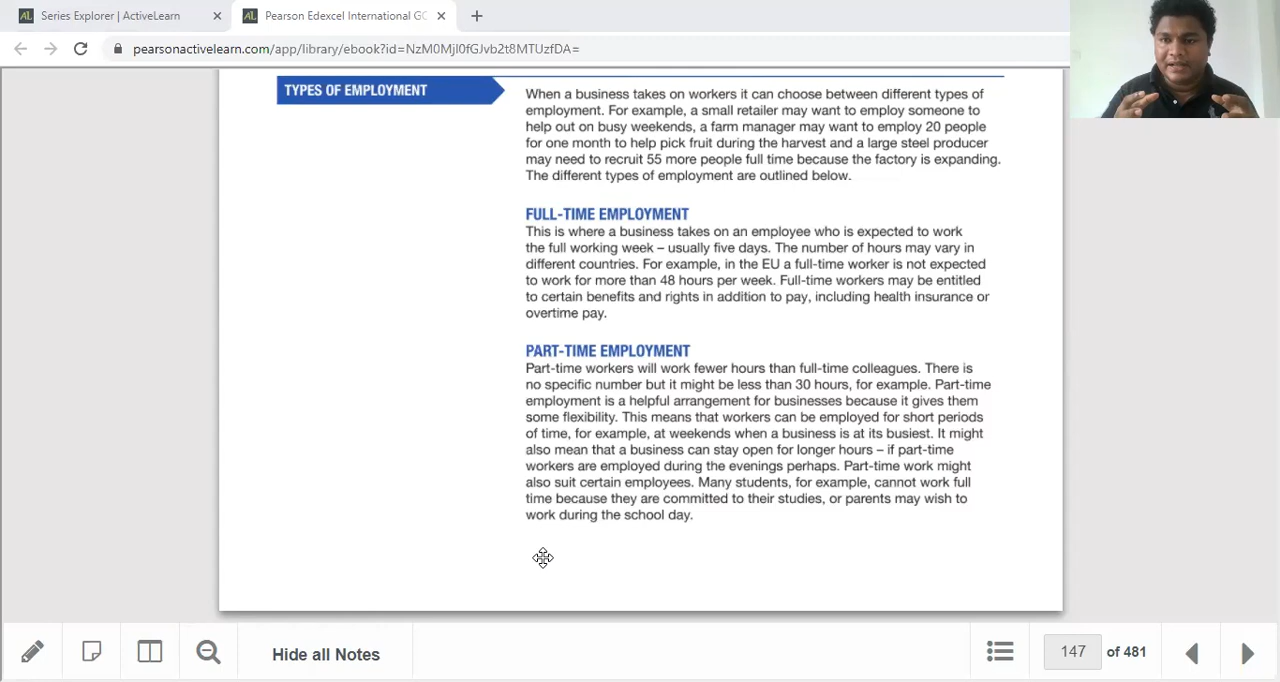 Series Explorer | ActiveLearn
Pearson Edexcel International GC
pearsonactivelearn.com/app/library/ebook?id=NzM0Mjl0fGJvb2t8MTUzfDA=
TYPES OF EMPLOYMENT
When a business takes on workers it can choose between different types of
employment. For example, a small retailer may want to employ someone to
help out on busy weekends, a farm manager may want to employ 20 people
for one month to help pick fruit during the harvest and a large steel producer
may need to recruit 55 more people full time because the factory is expanding.
The different types of employment are outlined below.
FULL-TIME EMPLOYMENT
This is where a business takes on an employee who is expected to work
the full working week – usually five days. The number of hours may vary in
different countries. For example, in the EU a full-time worker is not expected
to work for more than 48 hours per week. Full-time workers may be entitled
to certain benefits and rights in addition to pay, including health insurance or
overtime pay.
PART-TIME EMPLOYMENT
Part-time workers will work fewer hours than full-time colleagues. There is
no specific number but it might be less than 30 hours, for example. Part-time
employment is a helpful arrangement for businesses because it gives them
some flexibility. This means that workers can be employed for short periods
of time, for example, at weekends when a business is at its busiest. It might
also mean that a business can stay open for longer hours – if part-time
workers are employed during the evenings perhaps. Part-time work might
also suit certain employees. Many students, for example, cannot work full
time because they are committed to their studies, or parents may wish to
work during the school day.
Hide all Notes
147 of 481